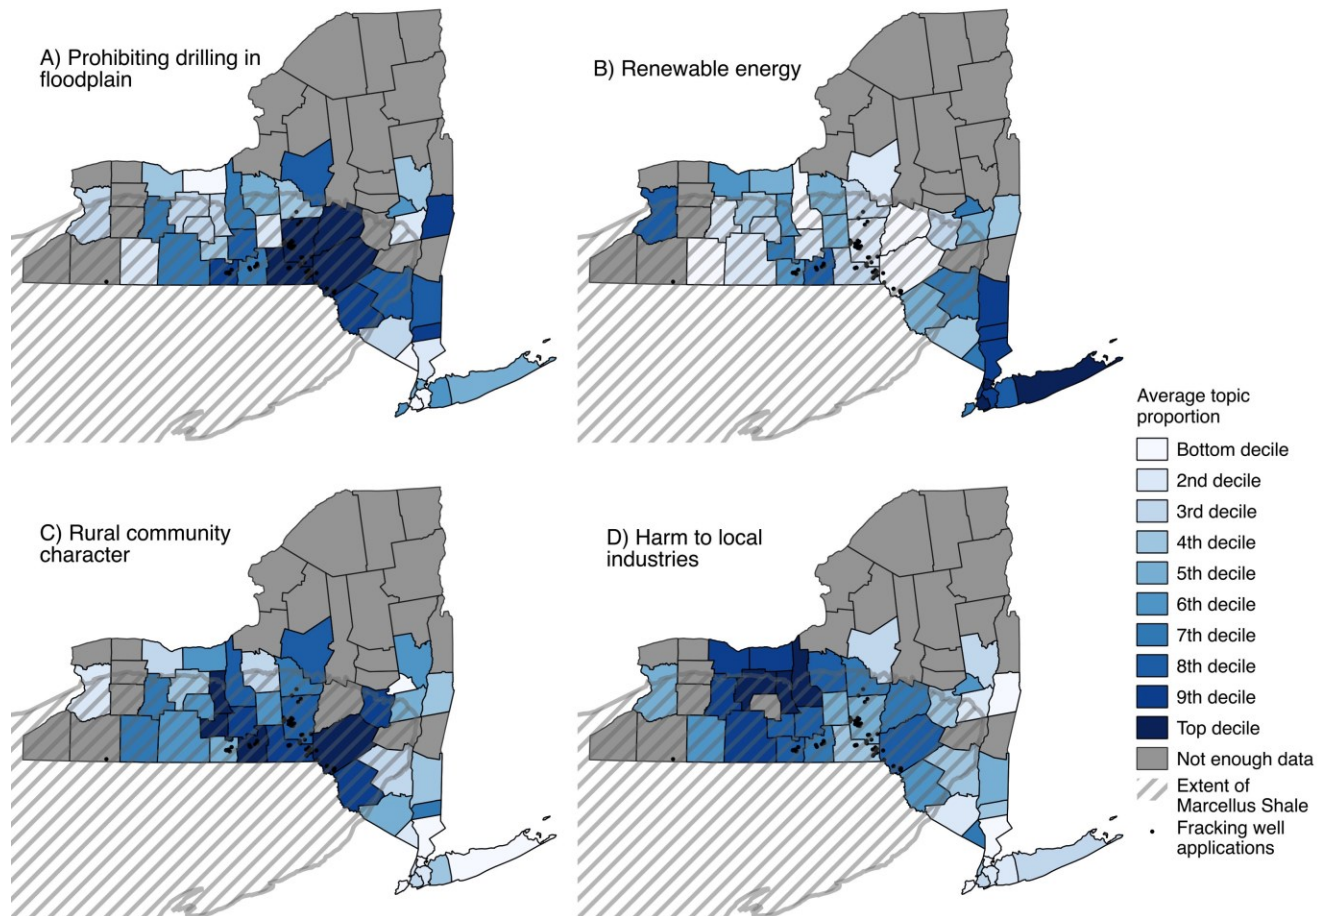 A) Prohibiting drilling in
floodplain
B) Renewable energy
C) Rural community
character
D) Harm to local
industries
Average topic
proportion
Bottom decile
2nd decile
3rd decile
4th decile
5th decile
6th decile
7th decile
8th decile
9th decile
Top decile
Not enough data
Extent of
Marcellus Shale
Fracking well
applications